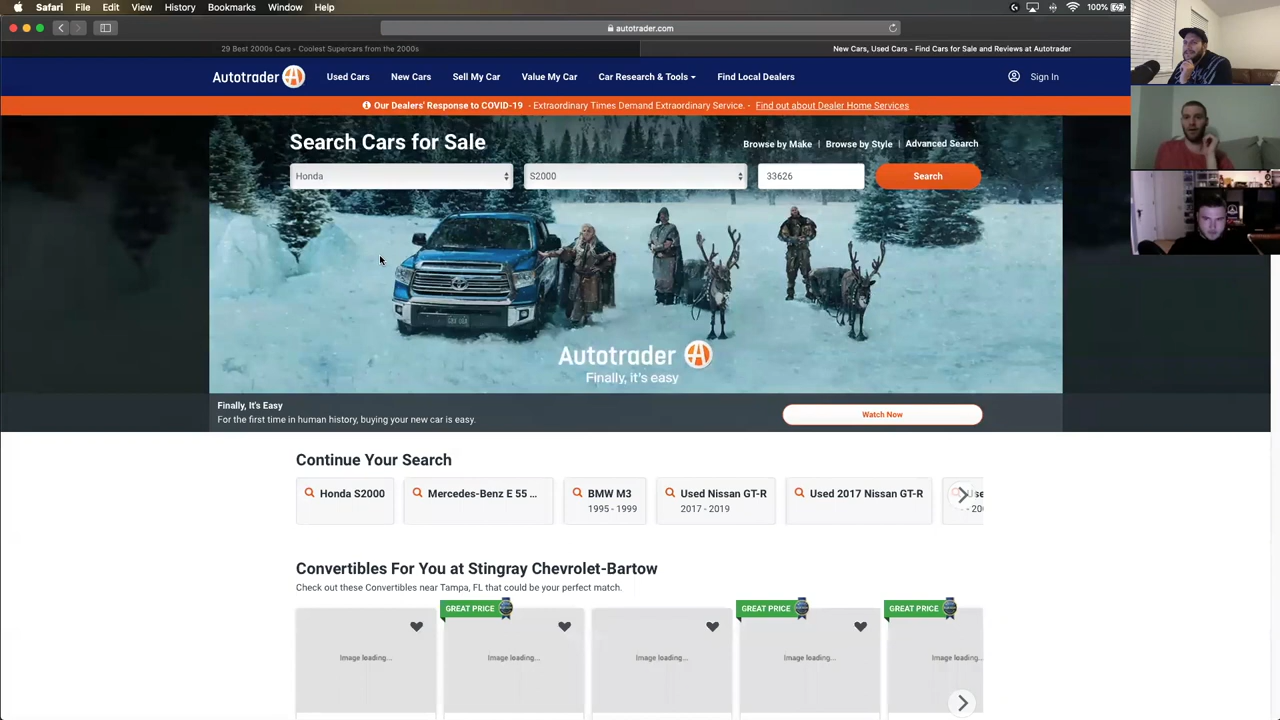 Safari File Edit View History Bookmarks Window Help 100%
autotrader.com
29 Best 2000s Cars - Coolest Supercars from the 2000s
New Cars, Used Cars - Find Cars for Sale and Reviews at Autotrader
Autotrader Used Cars New Cars Sell My Car Value My Car Car Research & Tools Find Local Dealers Sign In
Our Dealers' Response to COVID-19 - Extraordinary Times Demand Extraordinary Service. - Find out about Dealer Home Services
Search Cars for Sale
Browse by Make | Browse by Style | Advanced Search
Honda S2000 33626 Search
Autotrader
Finally, it's easy
Finally, It's Easy
For the first time in human history, buying your new car is easy.
Watch Now
Continue Your Search
Honda S2000
Mercedes-Benz E 55 ...
BMW M3
1995 - 1999
Used Nissan GT-R
2017 - 2019
Used 2017 Nissan GT-R
Convertibles For You at Stingray Chevrolet-Bartow
Check out these Convertibles near Tampa, FL that could be your perfect match.
GREAT PRICE GREAT PRICE GREAT PRICE
Image loading... Image loading... Image loading... Image loading... Image loading...